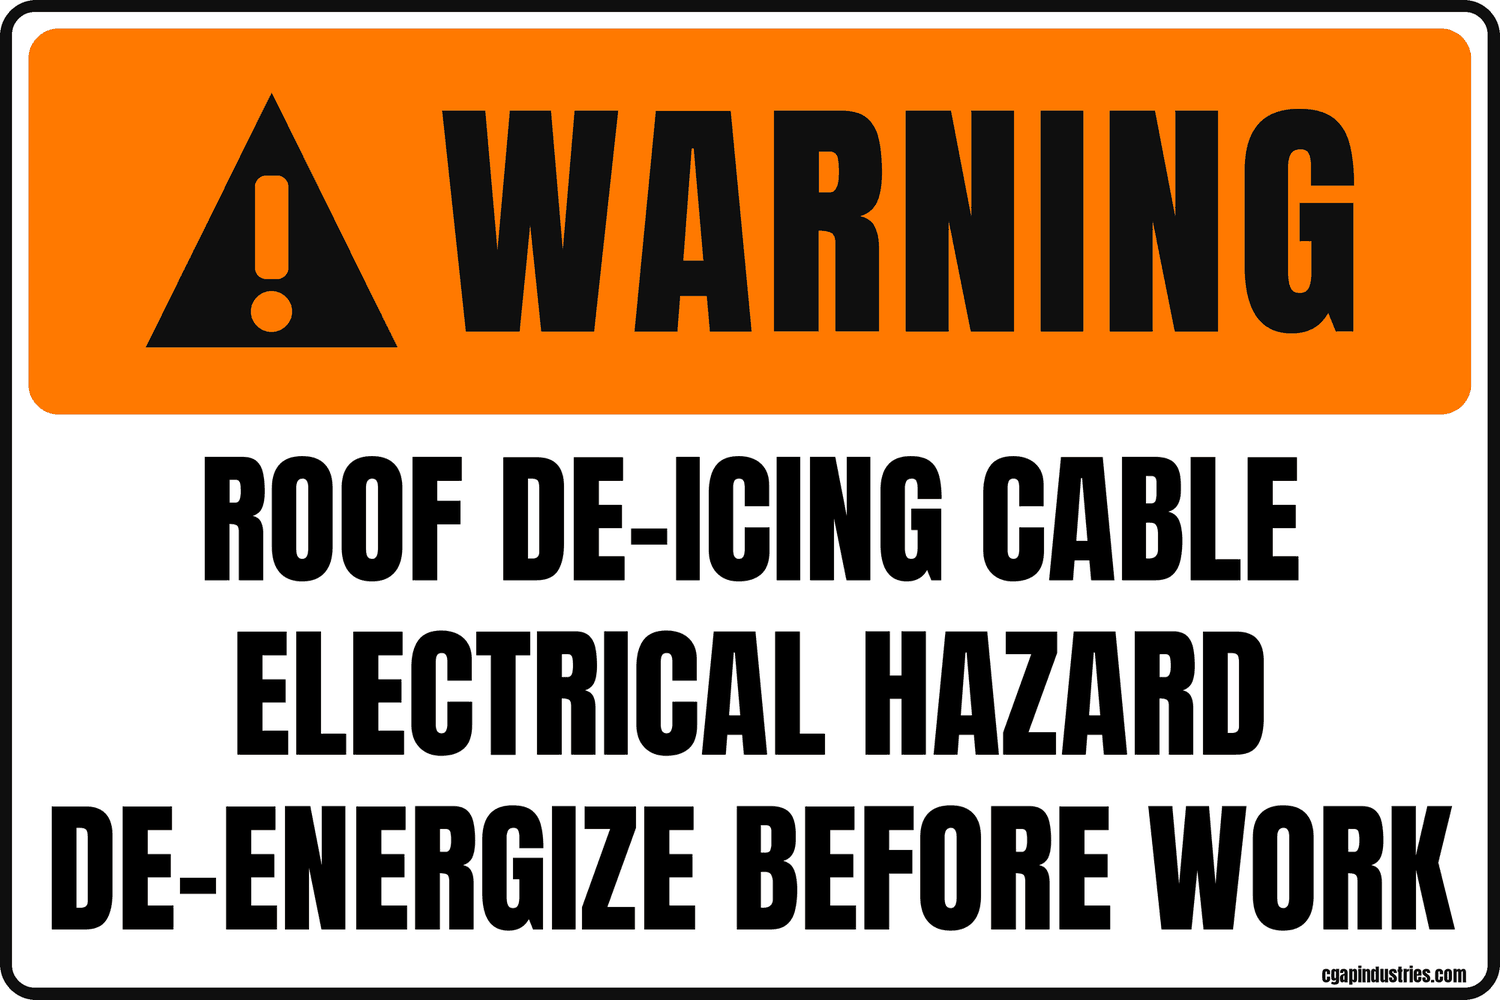 WARNING
ROOF DE-ICING CABLE
ELECTRICAL HAZARD
DE-ENERGIZE BEFORE WORK
cgapindustries.com